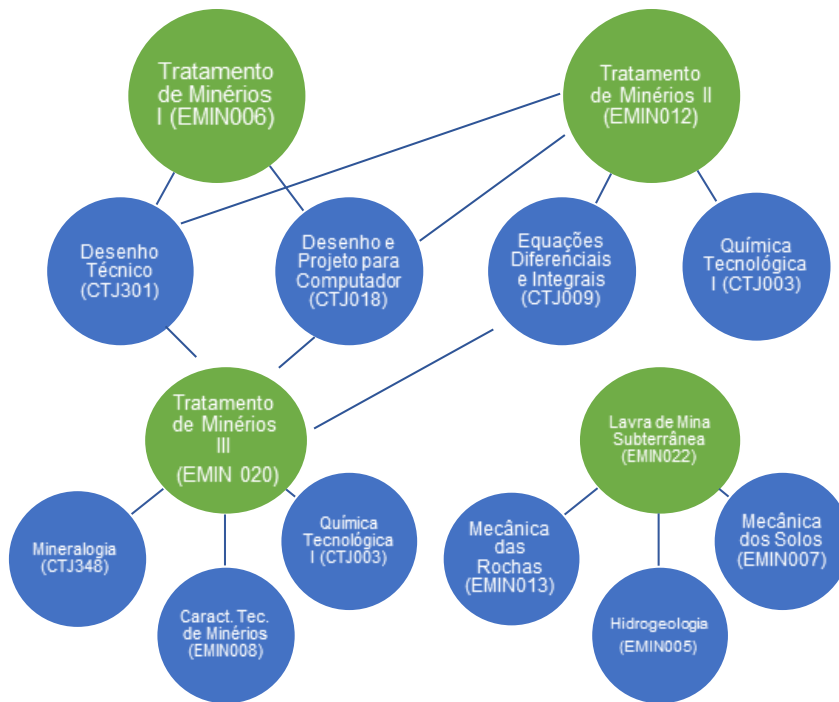 Tratamento
de Minérios
I (EMIN006)
Tratamento
de Minérios II
(EMIN012)
Desenho
Técnico
(CTJ301)
Desenho e
Projeto para
Computador
(CTJ018)
Equações
Diferenciais
e Integrais
(CTJ009)
Química
Tecnológica
I (CTJ003)
Tratamento
de Minérios
III
(EMIN 020)
Lavra de Mina
Subterrânea
(EMIN022)
Mineralogia
(CTJ348)
Caract. Tec.
de Minérios
(EMIN008)
Química
Tecnológica
I (CTJ003)
Mecânica
das
Rochas
(EMIN013)
Hidrogeologia
(EMIN005)
Mecânica
dos Solos
(EMIN007)